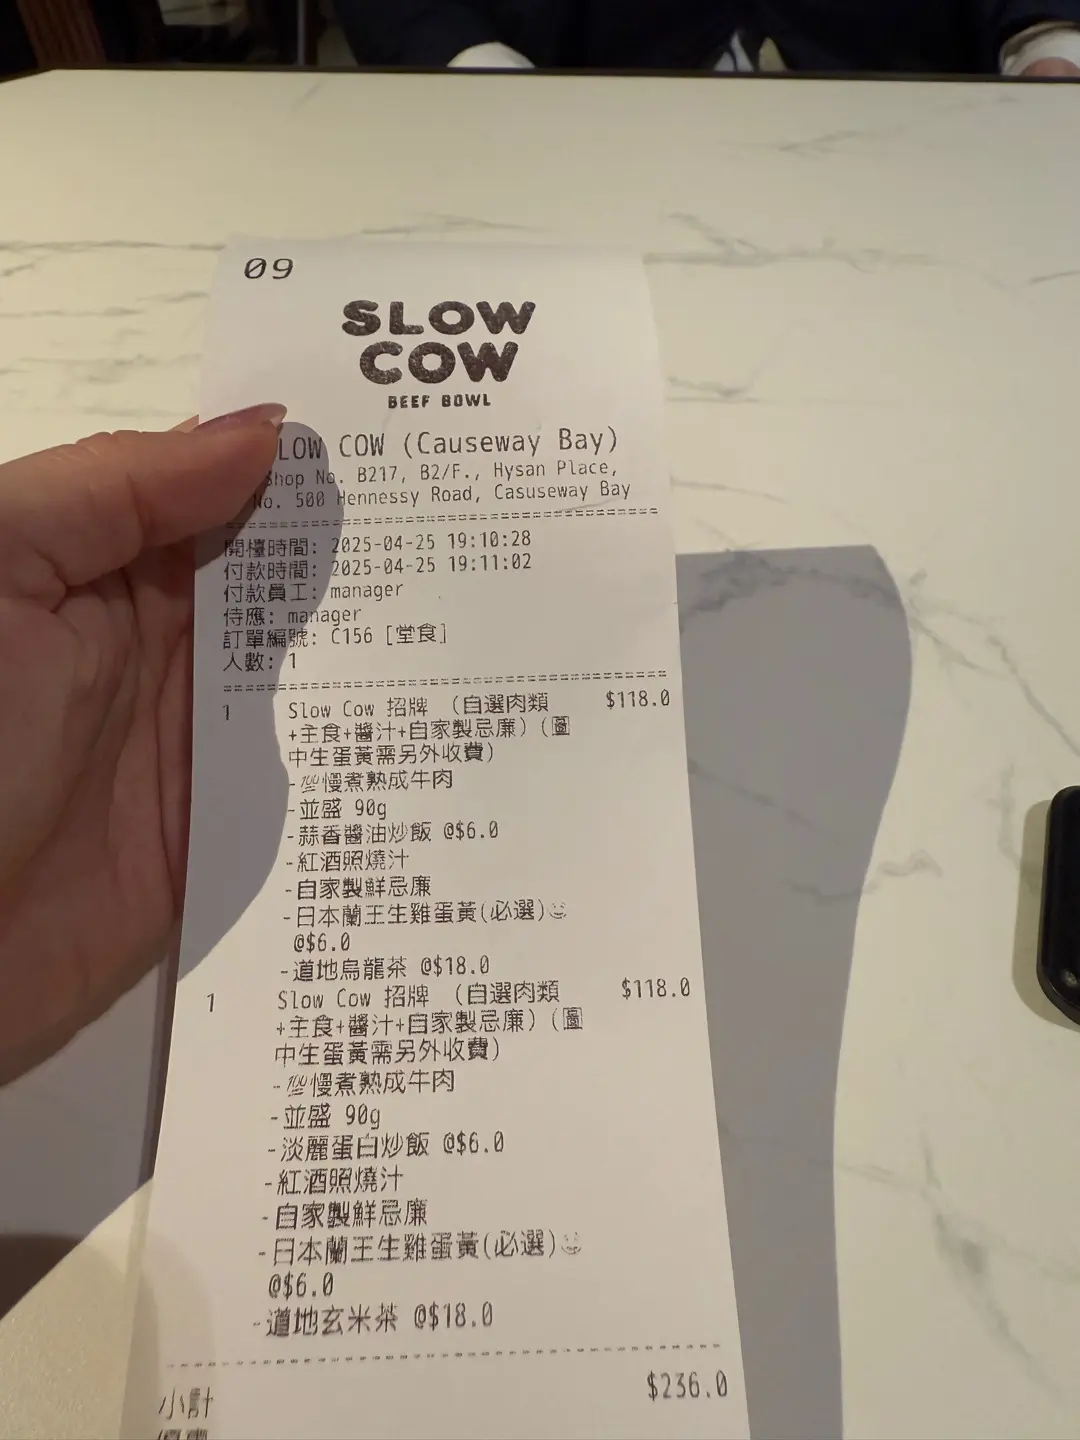 09
SLOW
COW
BEEF BOWL
LOW COW (Causeway Bay)
Shop No. B217, B2/F., Hysan Place,
No. 500 Hennessy Road, Casuseway Bay
開檯時間: 2025-04-25 19:10:28
付款時間: 2025-04-25 19:11:02
付款員工: manager
侍應: manager
訂單編號: C156 [堂食]
人數: 1
1 Slow Cow 招牌 (自選肉類 $118.0
+主食+醬汁+自家製忌廉) (圖
中生蛋黃需另外收費)
-💯慢煮熟成牛肉
-並盛 90g
-蒜香醬油炒飯 @$6.0
-紅酒照燒汁
-自家製鮮忌廉
-日本蘭王生雞蛋黃(必選)☺
@$6.0
-道地烏龍茶 @$18.0
1 Slow Cow 招牌 (自選肉類 $118.0
+主食+醬汁+自家製忌廉) (圖
中生蛋黃需另外收費)
-💯慢煮熟成牛肉
-並盛 90g
-淡麗蛋白炒飯 @$6.0
-紅酒照燒汁
-自家製鮮忌廉
-日本蘭王生雞蛋黃(必選)☺
@$6.0
-道地玄米茶 @$18.0
小計 $236.0